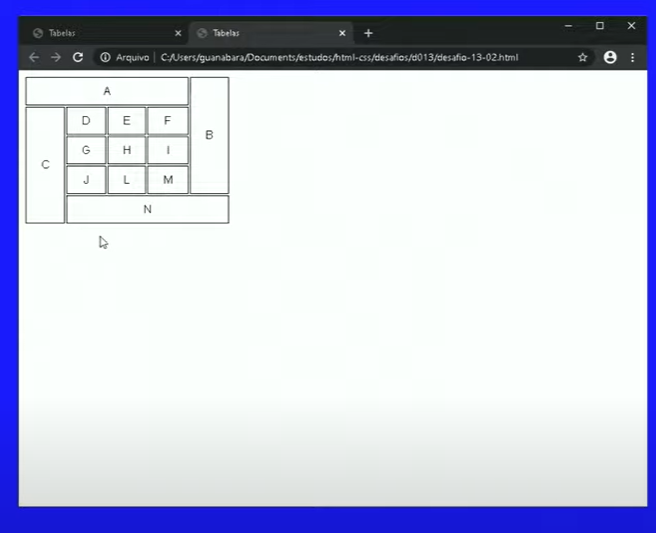 Tabelas
Tabelas
Arquivo | C:/Users/guanabara/Documents/estudos/html-css/desafios/d013/desafio-13-02.html
A
B
C
D E F
G H I
J L M
N